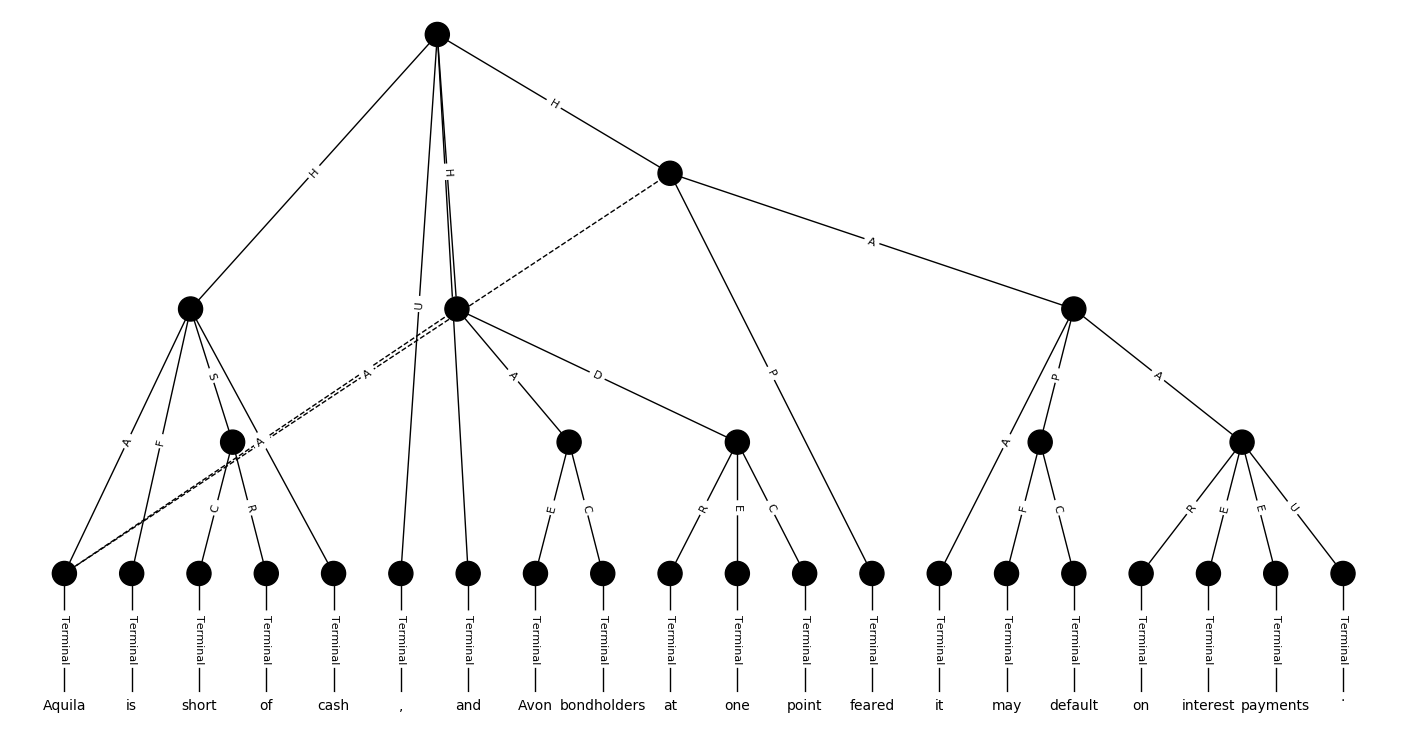 H
H
H
A
U
A
P
A
S
P
A
A
D
A
F
A
A
C
R
E
C
R
E
C
F
C
R
E
E
U
Terminal Terminal Terminal Terminal Terminal Terminal Terminal Terminal Terminal Terminal Terminal Terminal Terminal Terminal Terminal Terminal Terminal Terminal Terminal Terminal
Aquila is short of cash , and Avon bondholders at one point feared it may default on interest payments .